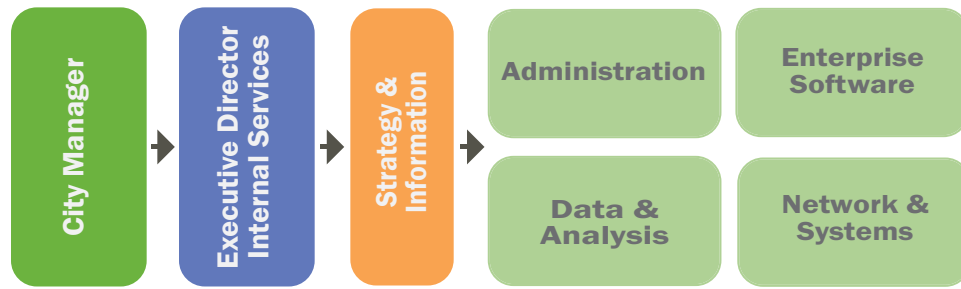 City Manager
Executive Director
Internal Services
Strategy &
Information
Administration
Enterprise
Software
Data &
Analysis
Network &
Systems